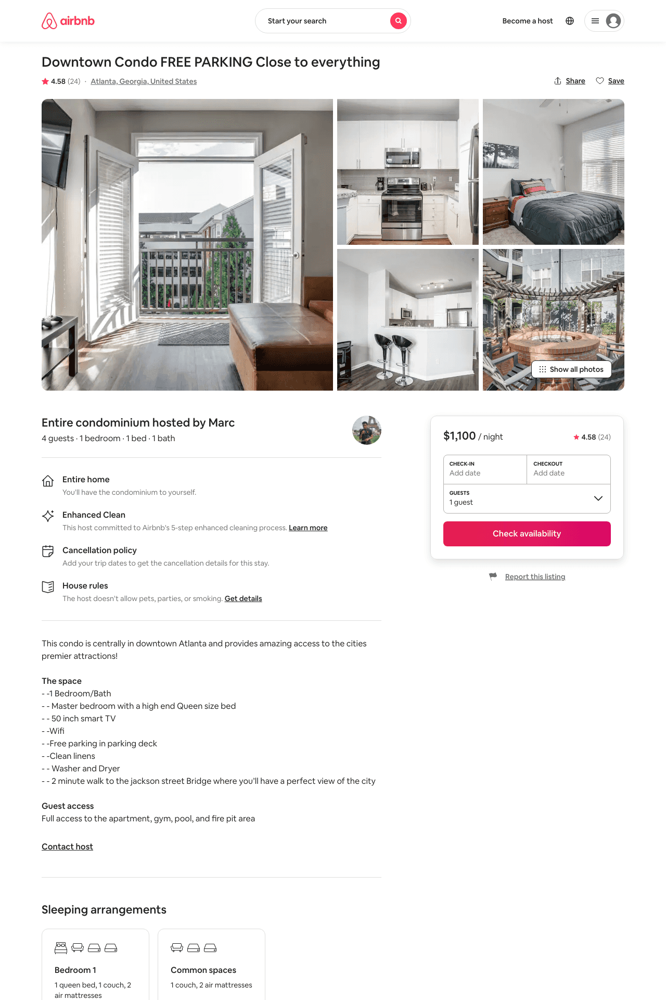 airbnb
Start your search
Become a host
Downtown Condo FREE PARKING Close to everything
4.58 (24) · Atlanta, Georgia, United States
Share
Save
Show all photos
Entire condominium hosted by Marc
4 guests · 1 bedroom · 1 bed · 1 bath
$1,100 / night
4.58 (24)
CHECK-IN
Add date
CHECKOUT
Add date
GUESTS
1 guest
Check availability
Report this listing
Entire home
You'll have the condominium to yourself.
Enhanced Clean
This host committed to Airbnb's 5-step enhanced cleaning process. Learn more
Cancellation policy
Add your trip dates to get the cancellation details for this stay.
House rules
The host doesn't allow pets, parties, or smoking. Get details
This condo is centrally in downtown Atlanta and provides amazing access to the cities
premier attractions!
The space
- -1 Bedroom/Bath
- - Master bedroom with a high end Queen size bed
- - 50 inch smart TV
- -Wifi
- -Free parking in parking deck
- -Clean linens
- - Washer and Dryer
- - 2 minute walk to the jackson street Bridge where you'll have a perfect view of the city
Guest access
Full access to the apartment, gym, pool, and fire pit area
Contact host
Sleeping arrangements
Bedroom 1
1 queen bed, 1 couch, 2
air mattresses
Common spaces
1 couch, 2 air mattresses